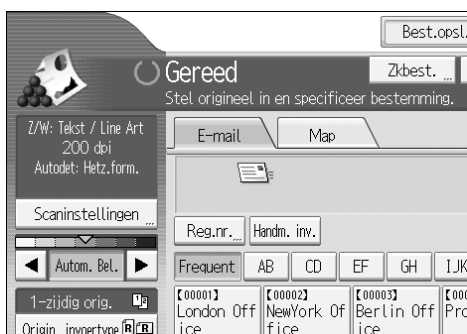 Best.opsl.
Gereed
Zkbest. ...
Stel origineel in en specificeer bestemming.
Z/W: Tekst / Line Art
200 dpi
Autodet: Hetz.form.
E-mail
Map
Scaninstellingen ...
Reg.nr. ...
Handm. inv.
Autom. Bel.
Frequent AB CD EF GH IJK
1-zijdig orig.
[00001] [00002] [00003]
London Off NewYork Of Berlin Off
ice fice ice
Origin. invoertype